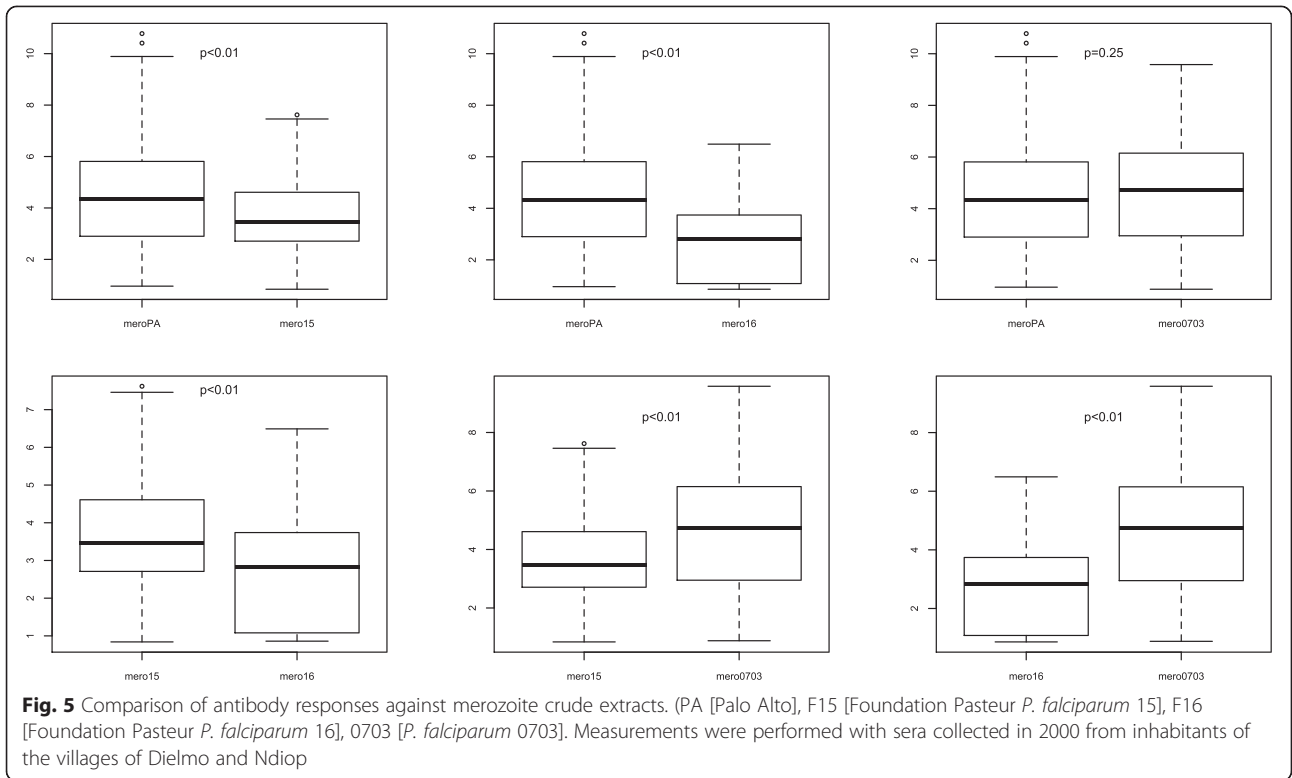 p<0.01
10
8
6
4
2
meroPA mero15
p<0.01
10
8
6
4
2
meroPA mero16
p=0.25
10
8
6
4
2
meroPA mero0703
p<0.01
7
6
5
4
3
2
1
mero15 mero16
p<0.01
8
6
4
2
mero15 mero0703
p<0.01
8
6
4
2
mero16 mero0703
Fig. 5 Comparison of antibody responses against merozoite crude extracts. (PA [Palo Alto], F15 [Foundation Pasteur P. falciparum 15], F16
[Foundation Pasteur P. falciparum 16], 0703 [P. falciparum 0703]. Measurements were performed with sera collected in 2000 from inhabitants of
the villages of Dielmo and Ndiop